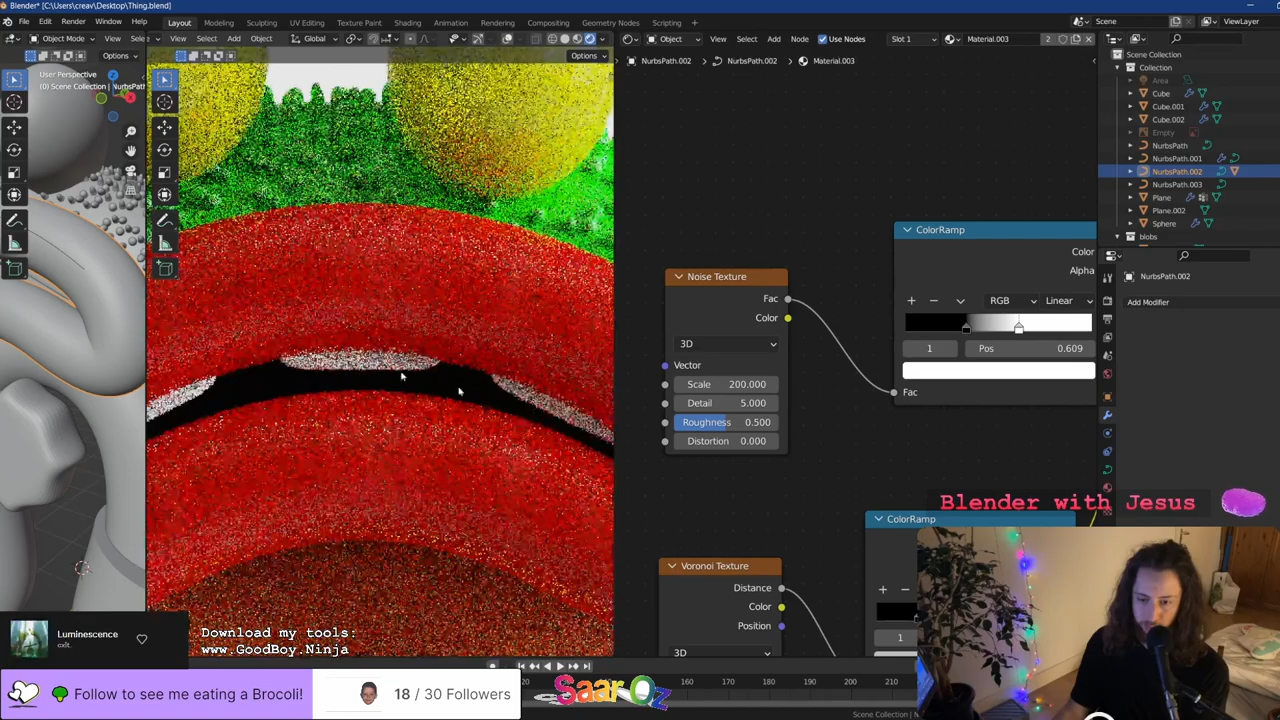 Blender* [C:\Users\creav\Desktop\Thing.blend]
File Edit Render Window Help Layout Modeling Sculpting UV Editing Texture Paint Shading Animation Rendering Compositing Geometry Nodes Scripting Scene ViewLayer
Object Mode View Select Add Object Global Object View Select Add Node Use Nodes Slot 1 Material.003 2
Options Options NurbsPath.002 NurbsPath.002 Material.003
User Perspective
(0) Scene Collection | NurbsPath
Scene Collection
Collection
Area
Cube
Cube.001
Cube.002
Empty
NurbsPath
NurbsPath.001
NurbsPath.002
NurbsPath.003
Plane
Plane.002
Sphere
blobs
NurbsPath.002
Add Modifier
Noise Texture
Fac
Color
3D
Vector
Scale 200.000
Detail 5.000
Roughness 0.500
Distortion 0.000
ColorRamp
Color
Alpha
RGB Linear
1 Pos 0.609
Fac
Voronoi Texture
Distance
Color
Position
3D
ColorRamp
1
Blender with Jesus
Luminescence
cxlt.
Download my tools:
www.GoodBoy.Ninja
140 150 160 170 180 190 200 210
Follow to see me eating a Brocoli!
18 / 30 Followers
Saar Oz